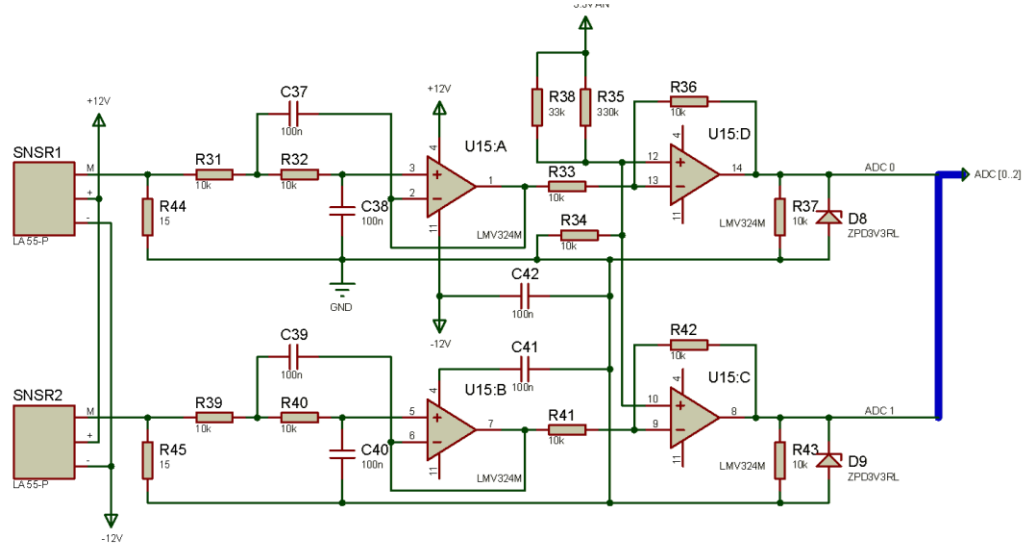 3.3V AN
+12V
C37
100n
+12V
R38
33k
R35
330k
R36
10k
SNSR1
M
+
-
LA 55-P
R31
10k
R32
10k
U15:A
3
2
1
4
11
LMV324M
R33
10k
U15:D
12
13
14
4
11
LMV324M
ADC 0
ADC [0..2]
R44
15
C38
100n
R34
10k
R37
10k
D8
ZPD3V3RL
GND
C42
100n
-12V
C39
100n
C41
100n
R42
10k
SNSR2
M
+
-
LA 55-P
R39
10k
R40
10k
U15:B
5
6
7
4
11
LMV324M
R41
10k
U15:C
10
9
8
4
11
LMV324M
ADC 1
R45
15
C40
100n
R43
10k
D9
ZPD3V3RL
-12V